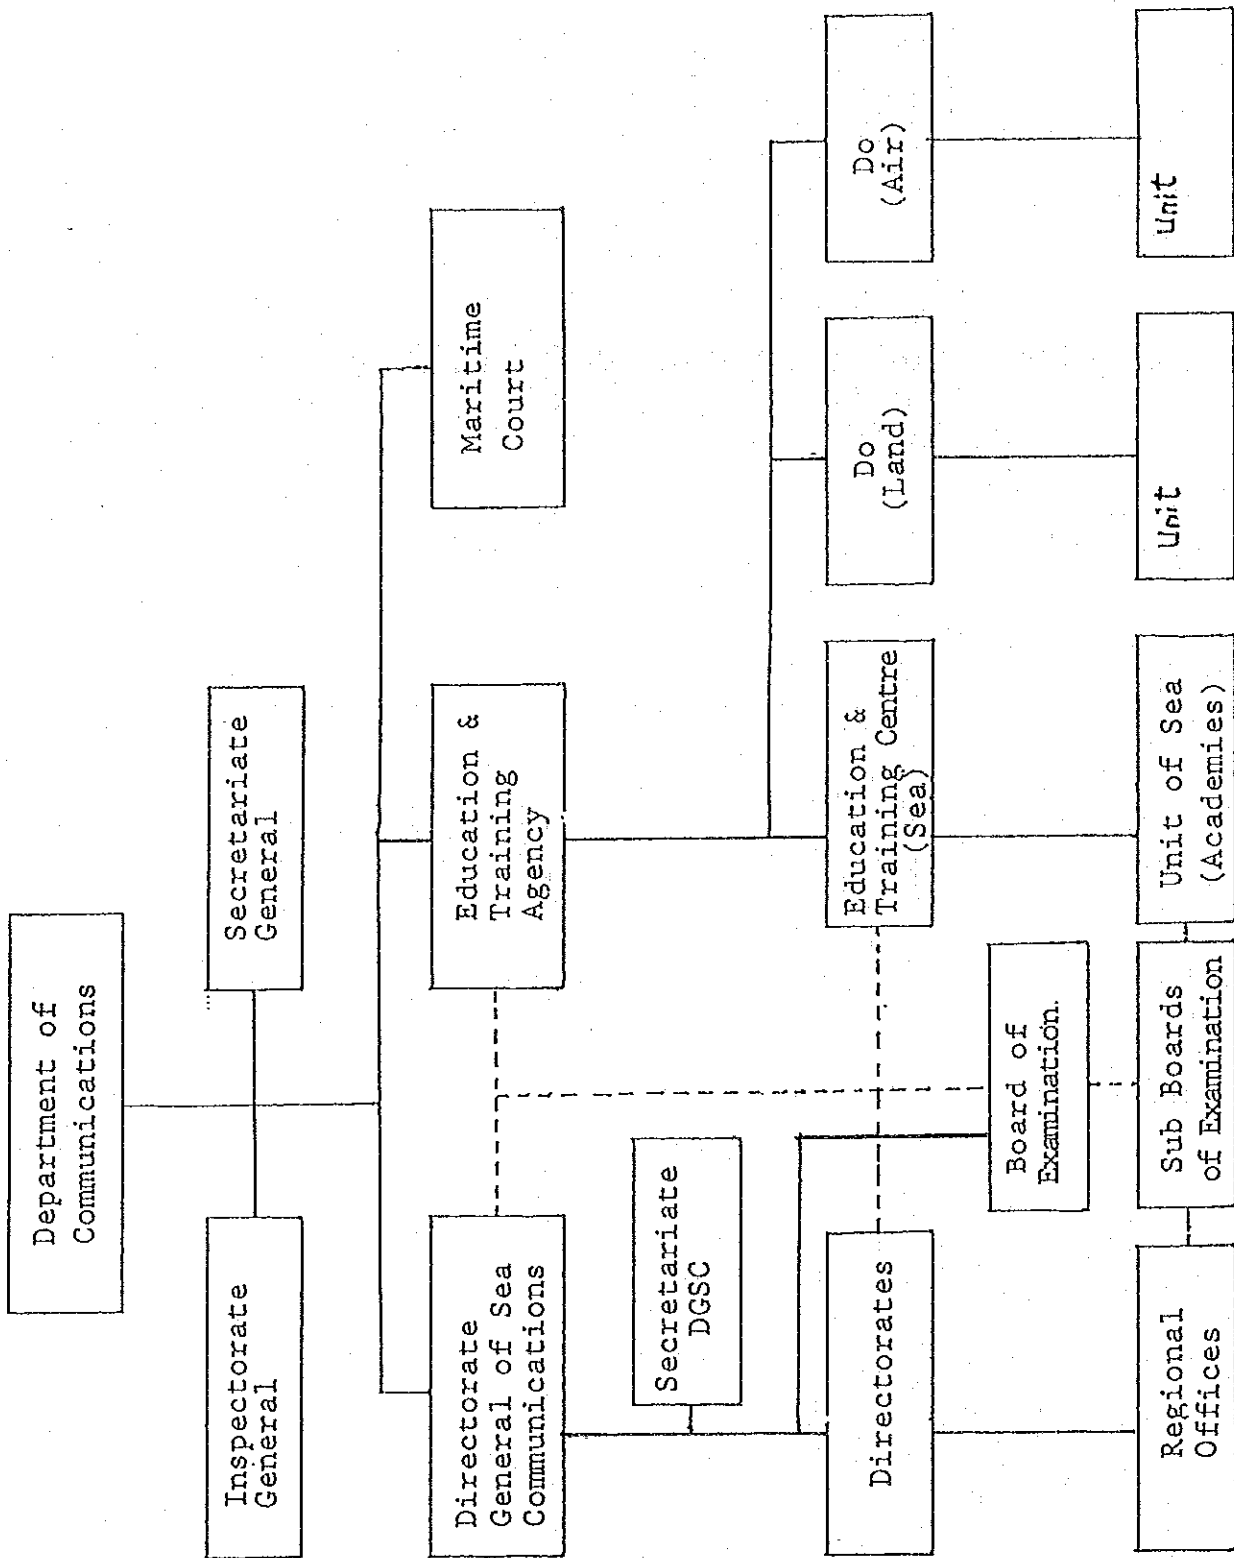 Department of
Communications
Inspectorate
General
Secretariate
General
Directorate
General of Sea
Communications
Education &
Training
Agency
Maritime
Court
Secretariate
DGSC
Directorates
Education &
Training Centre
(Sea)
Do
(Land)
Do
(Air)
Board of
Examination.
Regional
Offices
Sub Boards
of Examination
Unit of Sea
(Academies)
Unit
Unit